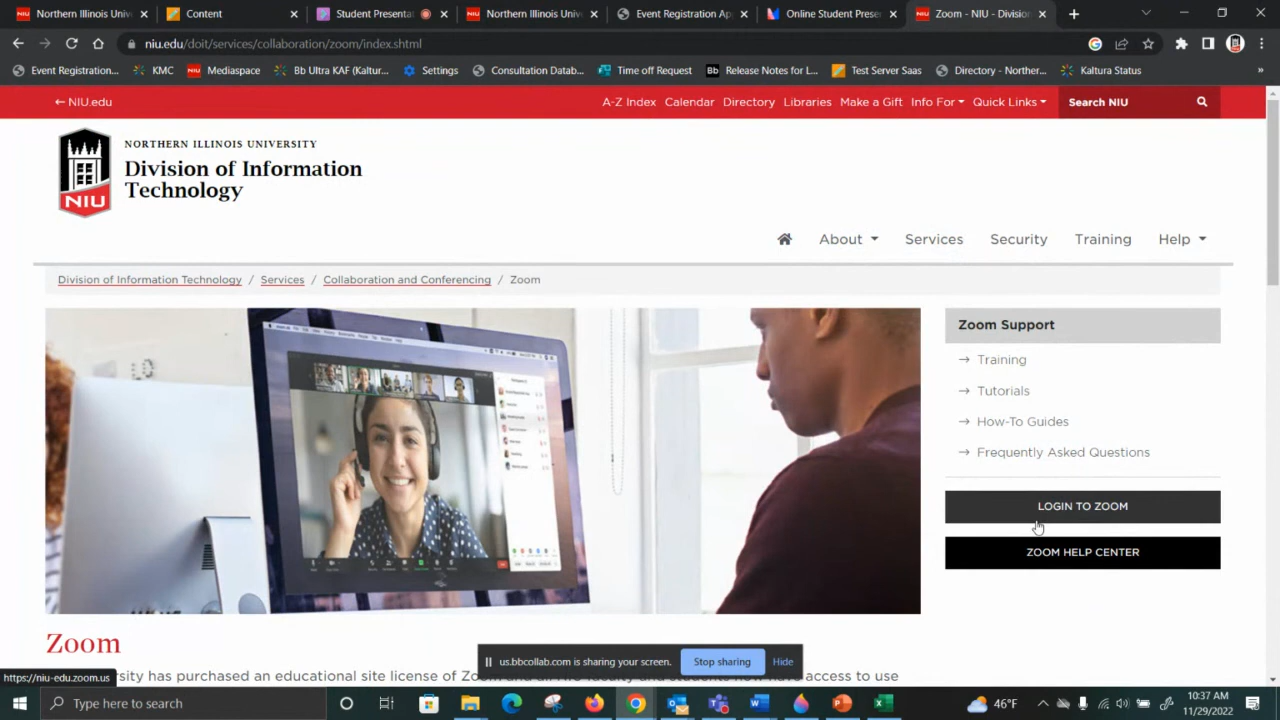 Northern Illinois Univ
Content
Student Presenta
Northern Illinois Univ
Event Registration Ap
Online Student Prese
Zoom - NIU - Division
niu.edu/doit/services/collaboration/zoom/index.shtml
Event Registration...
KMC
NIU
Mediaspace
Bb Ultra KAF (Kaltur...
Settings
Consultation Datab...
Time off Request
Bb
Release Notes for L...
Test Server Saas
Directory - Norther...
Kaltura Status
»
← NIU.edu
A-Z Index
Calendar
Directory
Libraries
Make a Gift
Info For
Quick Links
Search NIU
NORTHERN ILLINOIS UNIVERSITY
Division of Information
Technology
NIU
About
Services
Security
Training
Help
Division of Information Technology / Services / Collaboration and Conferencing / Zoom
Zoom Support
→ Training
→ Tutorials
→ How-To Guides
→ Frequently Asked Questions
LOGIN TO ZOOM
ZOOM HELP CENTER
Zoom
us.bbcollab.com is sharing your screen.
Stop sharing
Hide
https://niu-edu.zoom.us
has purchased an educational site license of access to use
Type here to search
46°F
10:37 AM
11/29/2022